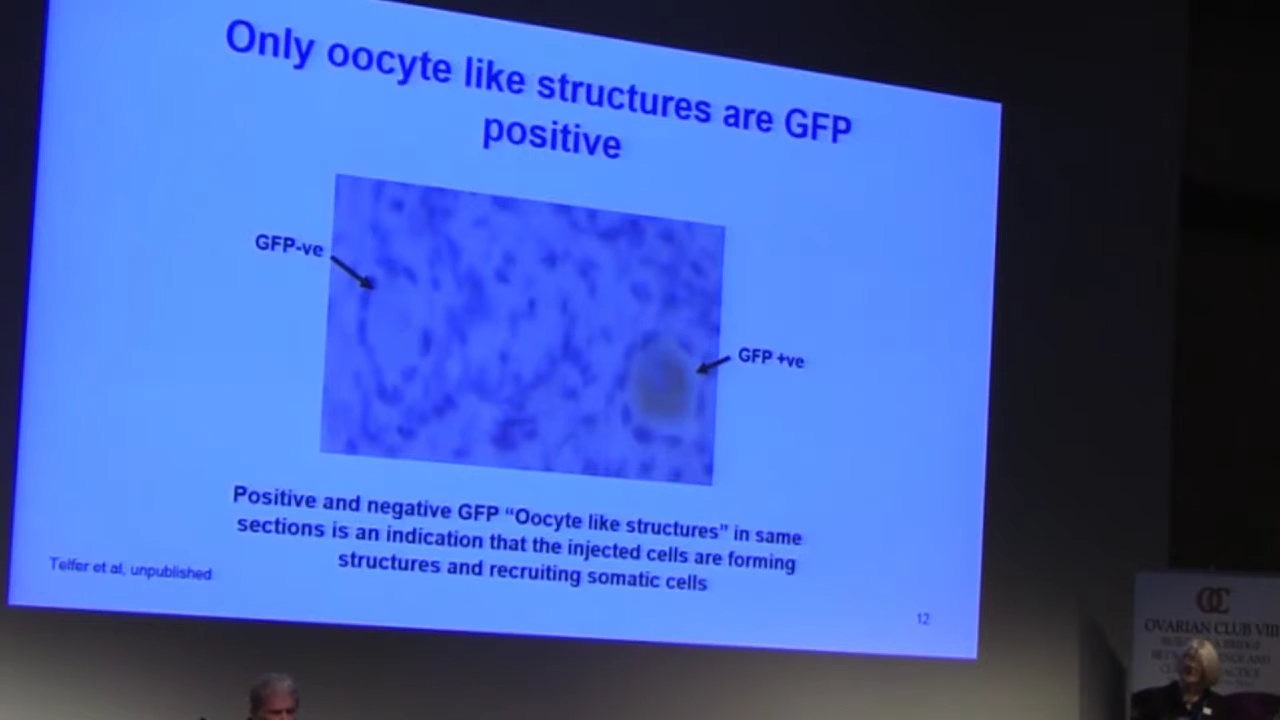 Only oocyte like structures are GFP
positive
GFP-ve
GFP +ve
Positive and negative GFP “Oocyte like structures” in same
sections is an indication that the injected cells are forming
structures and recruiting somatic cells
Telfer et al, unpublished
12
OC
OVARIAN CLUB VIII